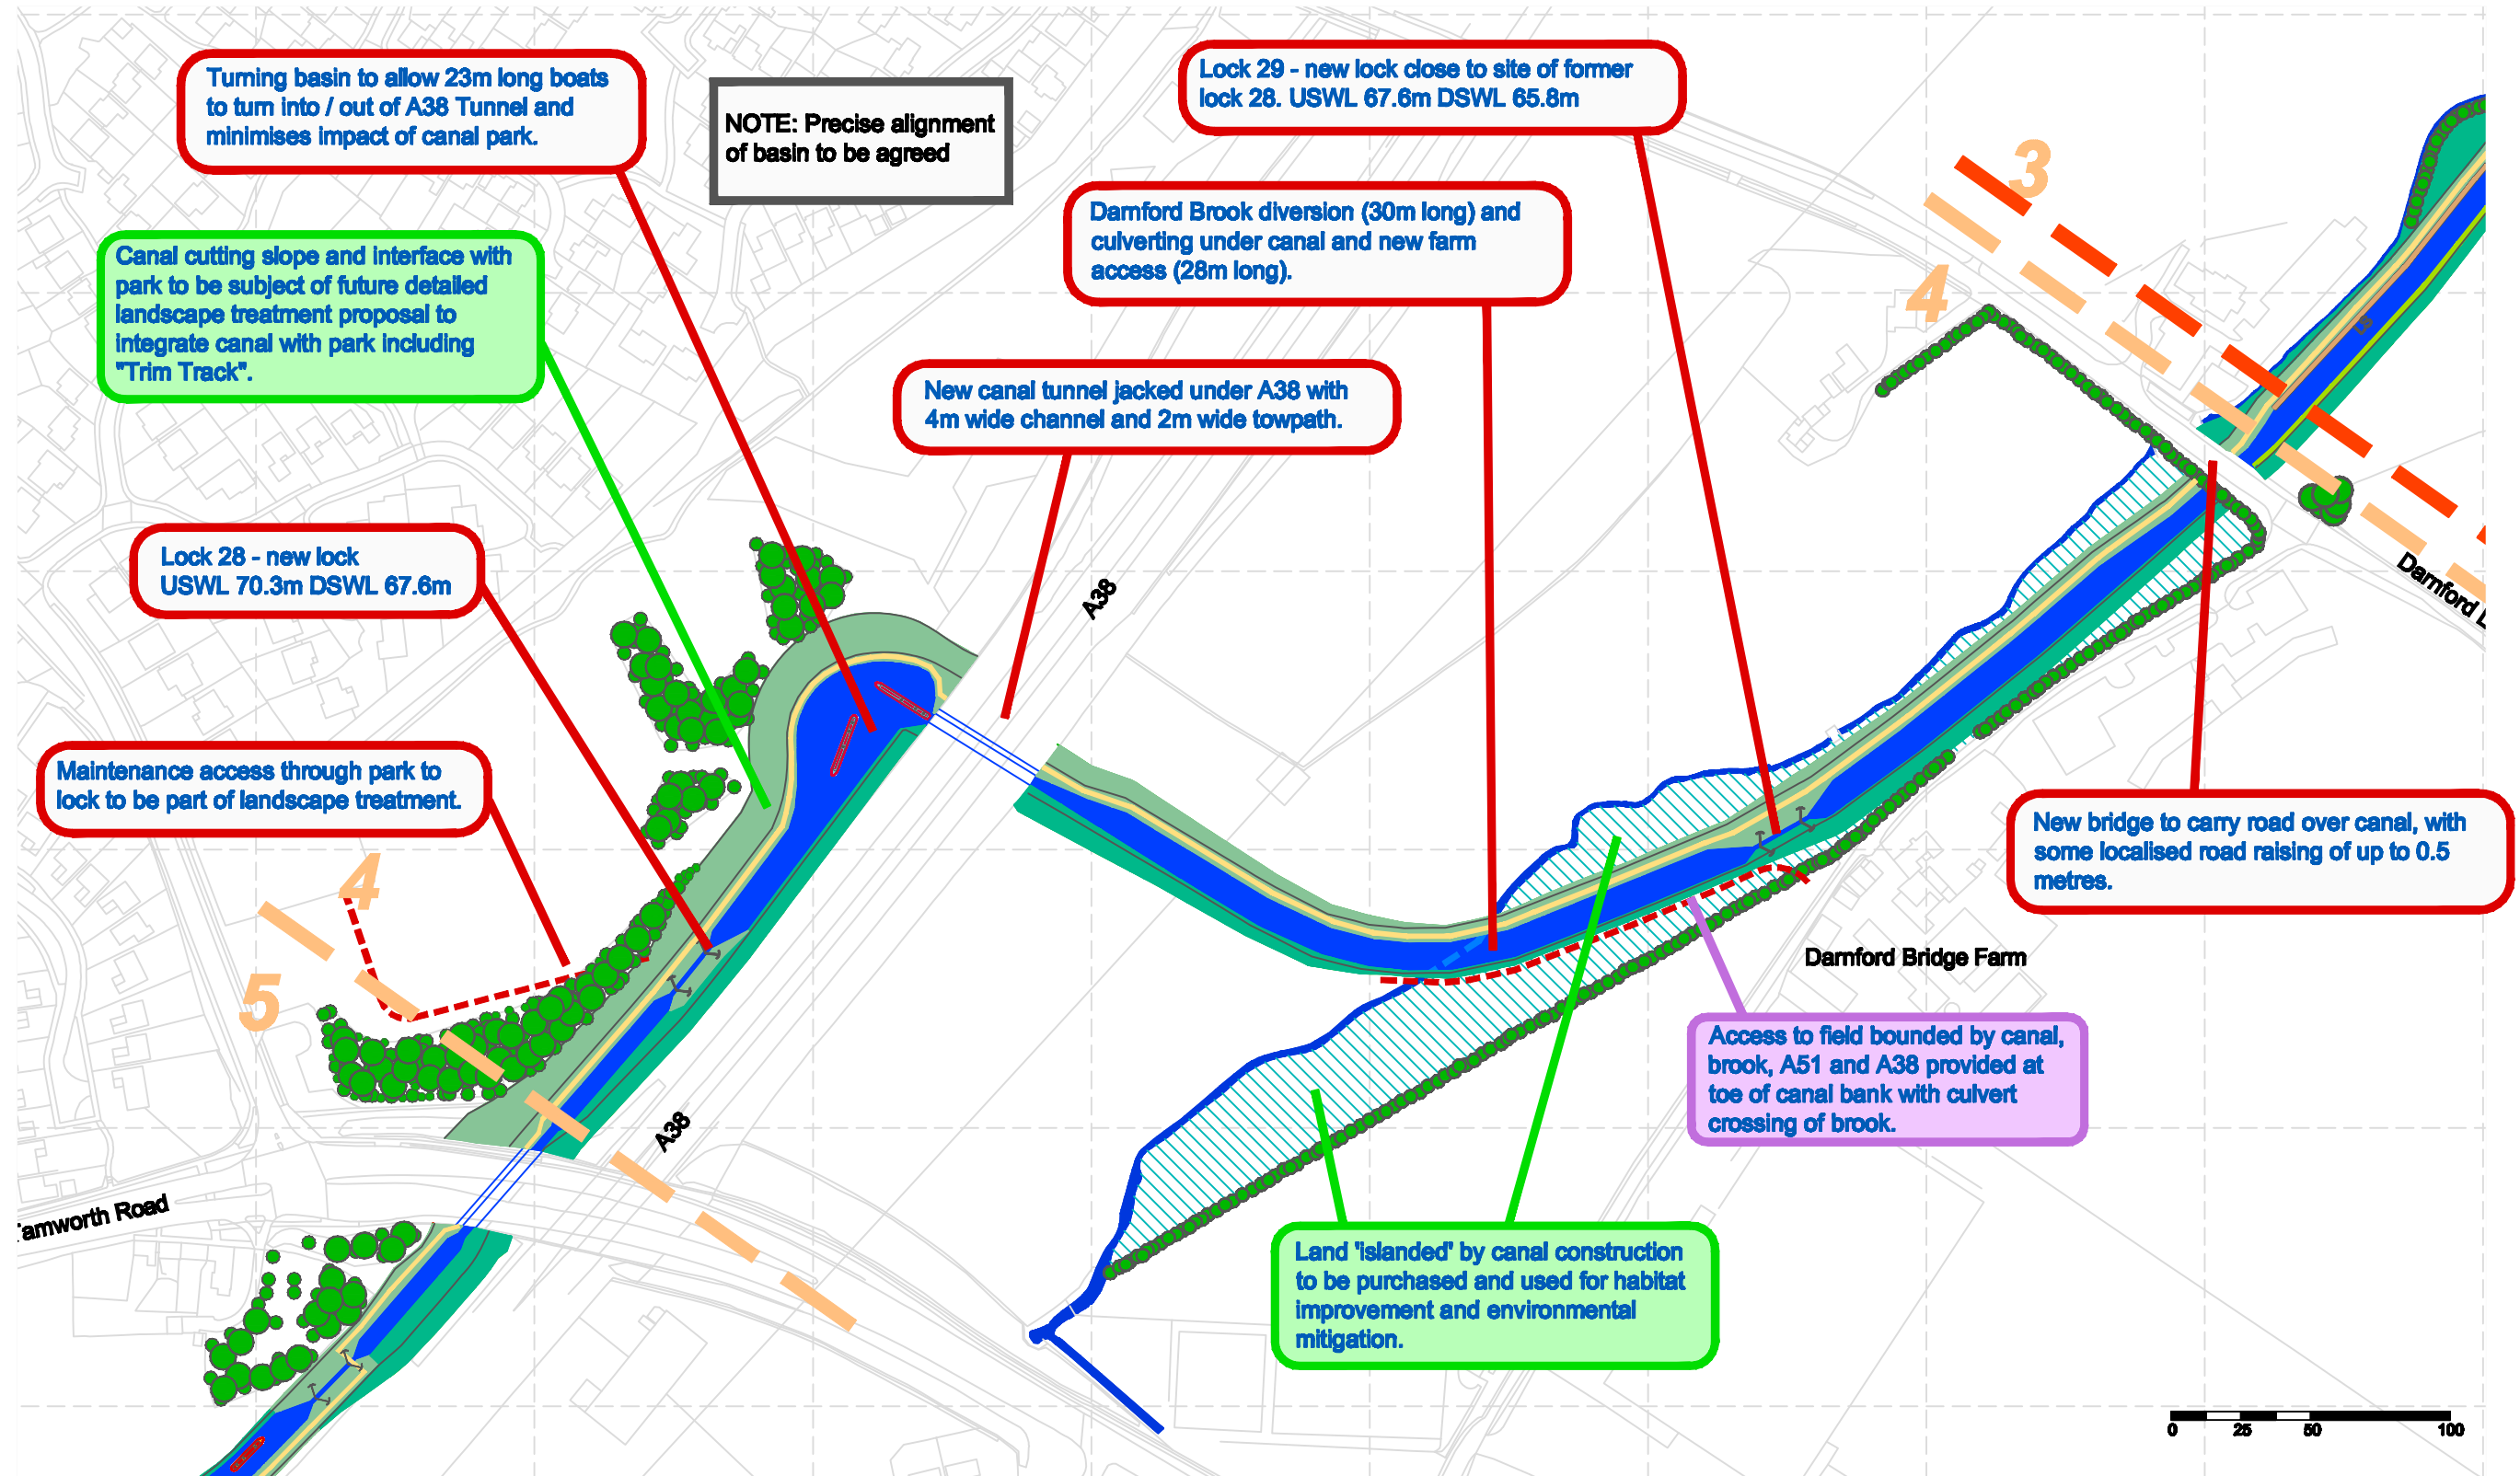 Turning basin to allow 23m long boats
to turn into / out of A38 Tunnel and
minimises impact of canal park.
NOTE: Precise alignment
of basin to be agreed
Lock 29 - new lock close to site of former
lock 28. USWL 67.6m DSWL 65.8m
3
Darnford Brook diversion (30m long) and
culverting under canal and new farm
access (28m long).
Canal cutting slope and interface with
park to be subject of future detailed
landscape treatment proposal to
integrate canal with park including
"Trim Track".
4
LB
New canal tunnel jacked under A38 with
4m wide channel and 2m wide towpath.
Lock 28 - new lock
USWL 70.3m DSWL 67.6m
A38
Darnford L
Maintenance access through park to
lock to be part of landscape treatment.
New bridge to carry road over canal, with
some localised road raising of up to 0.5
metres.
4
5
Darnford Bridge Farm
Access to field bounded by canal,
brook, A51 and A38 provided at
toe of canal bank with culvert
crossing of brook.
A38
Tamworth Road
Land 'islanded' by canal construction
to be purchased and used for habitat
improvement and environmental
mitigation.
0 25 50 100